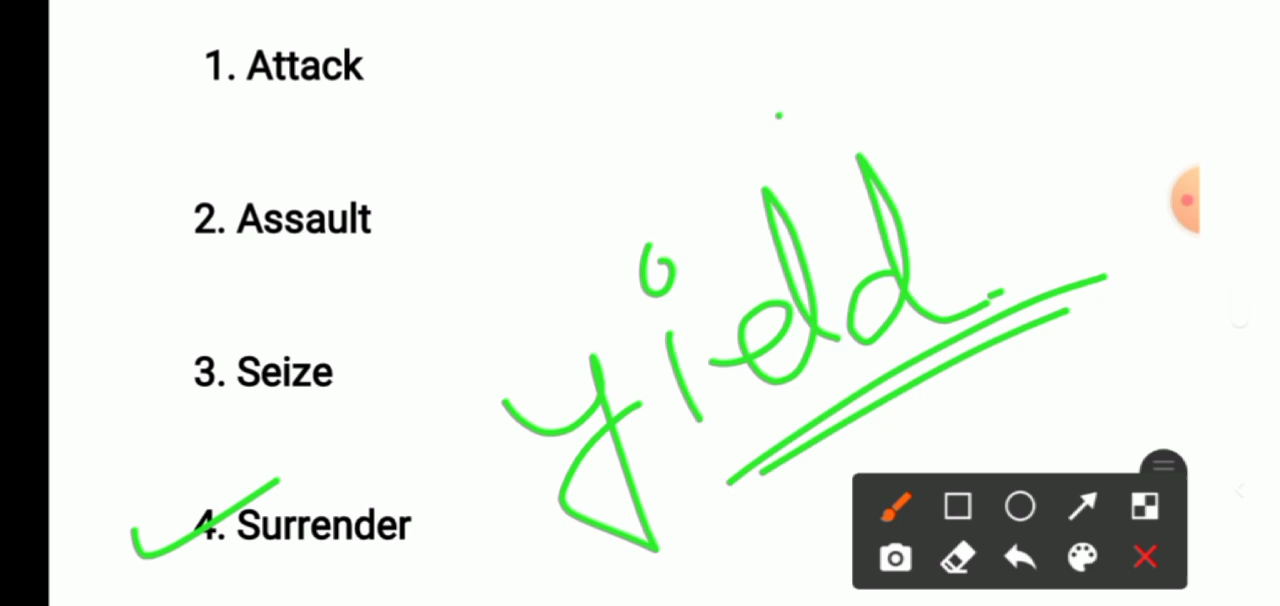 1. Attack
2. Assault
yield
3. Seize
4. Surrender